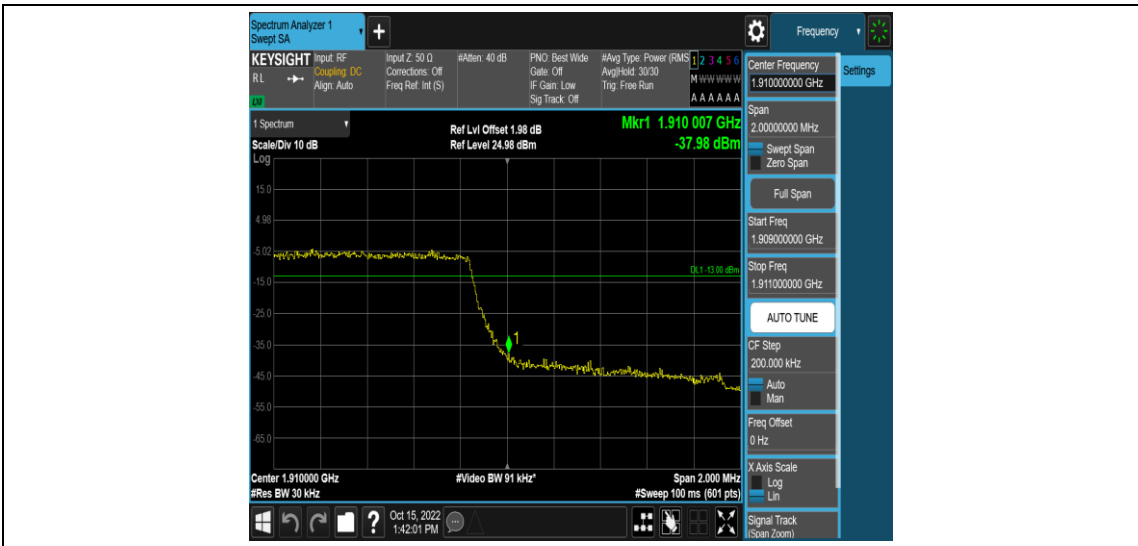 Spectrum Analyzer 1
Swept SA
+
Frequency
KEYSIGHT
RL
LXI
Input: RF
Coupling: DC
Align: Auto
Input Z: 50 Ω
Corrections: Off
Freq Ref: Int (S)
#Atten: 40 dB
PNO: Best Wide
Gate: Off
IF Gain: Low
Sig Track: Off
#Avg Type: Power (RMS
Avg|Hold: 30/30
Trig: Free Run
1 2 3 4 5 6
M W W W W W
A A A A A A
1 Spectrum
Scale/Div 10 dB
Log
Ref Lvl Offset 1.98 dB
Ref Level 24.98 dBm
Mkr1 1.910 007 GHz
-37.98 dBm
15.0
4.98
-5.02
DL1 -13.00 dBm
-15.0
-25.0
1
-35.0
-45.0
-55.0
-65.0
Center 1.910000 GHz
#Res BW 30 kHz
#Video BW 91 kHz*
Span 2.000 MHz
#Sweep 100 ms (601 pts)
?
Oct 15, 2022
1:42:01 PM
Center Frequency
1.910000000 GHz
Settings
Span
2.00000000 MHz
Swept Span
Zero Span
Full Span
Start Freq
1.909000000 GHz
Stop Freq
1.911000000 GHz
AUTO TUNE
CF Step
200.000 kHz
Auto
Man
Freq Offset
0 Hz
X Axis Scale
Log
Lin
Signal Track
(Span Zoom)